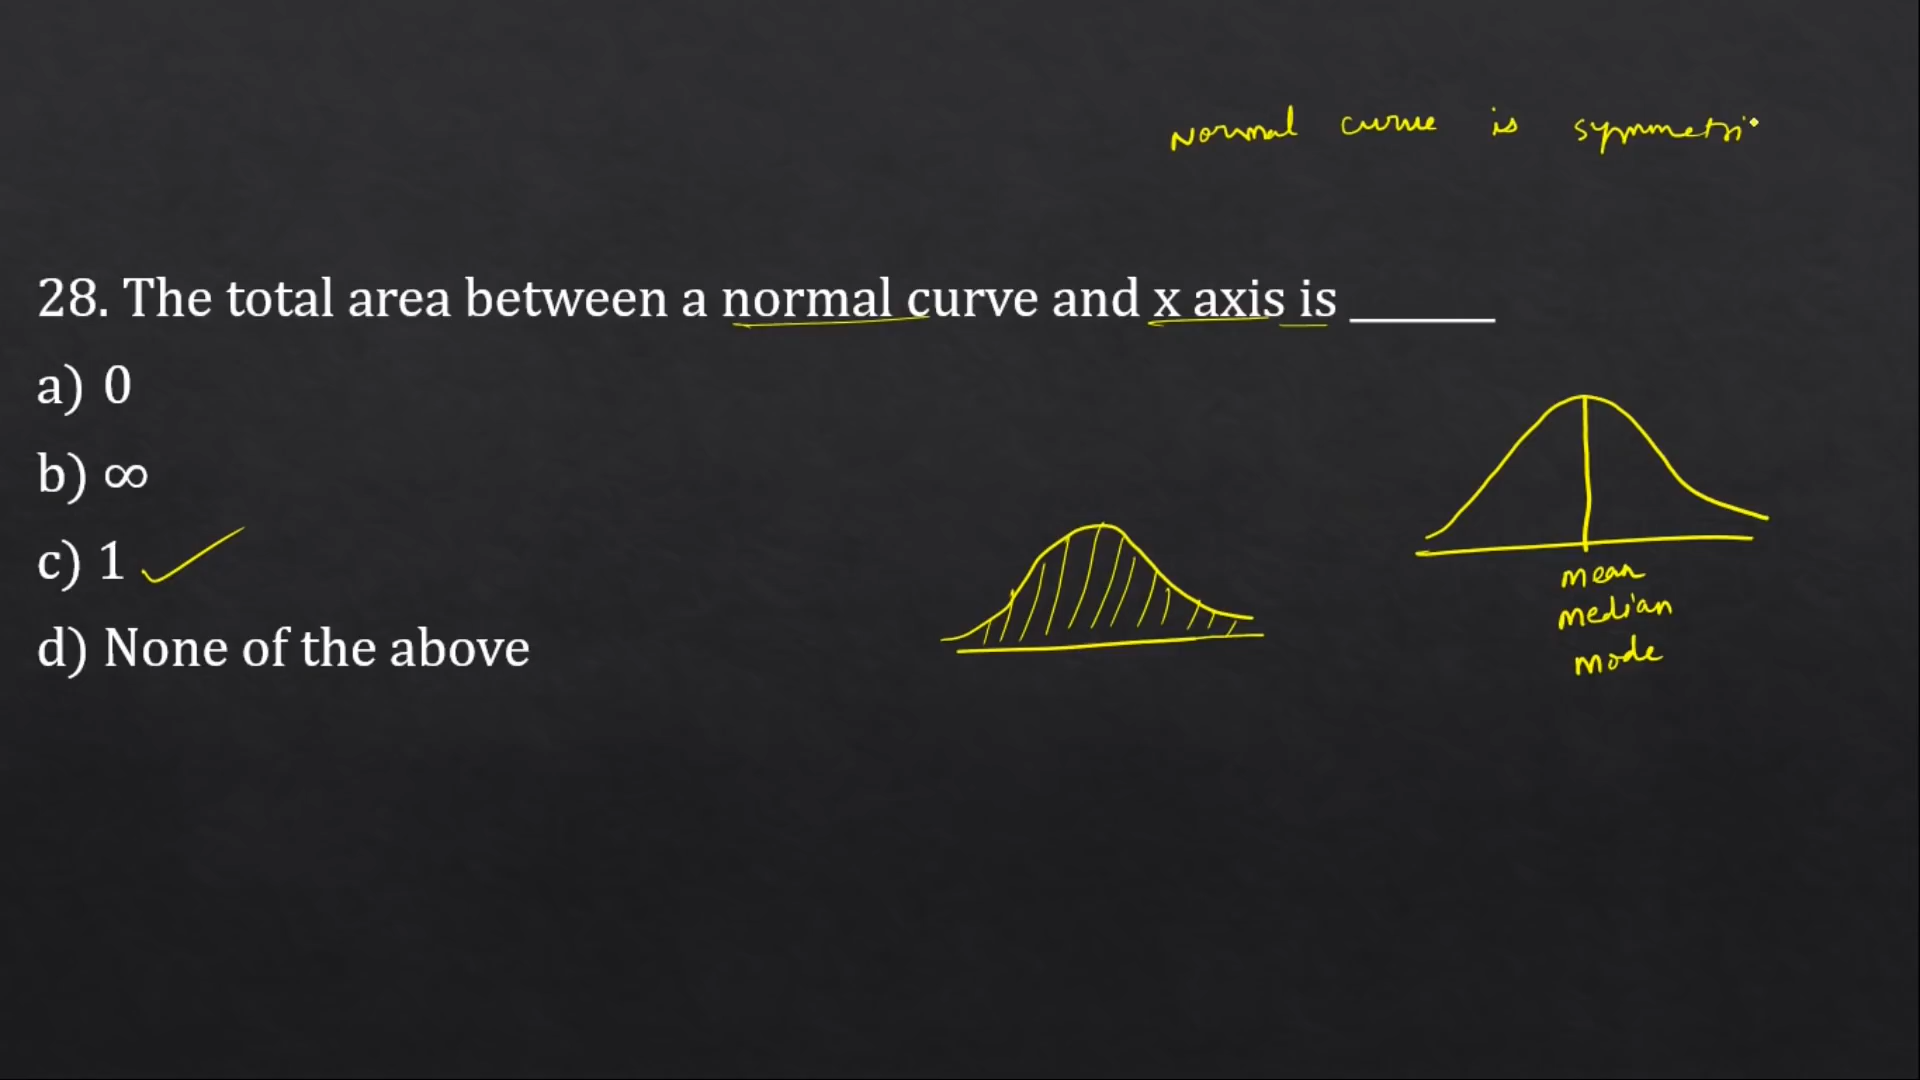 Normal curve is symmetri
28. The total area between a normal curve and x axis is ______
a) 0
b) ∞
c) 1
d) None of the above
mean
median
mode